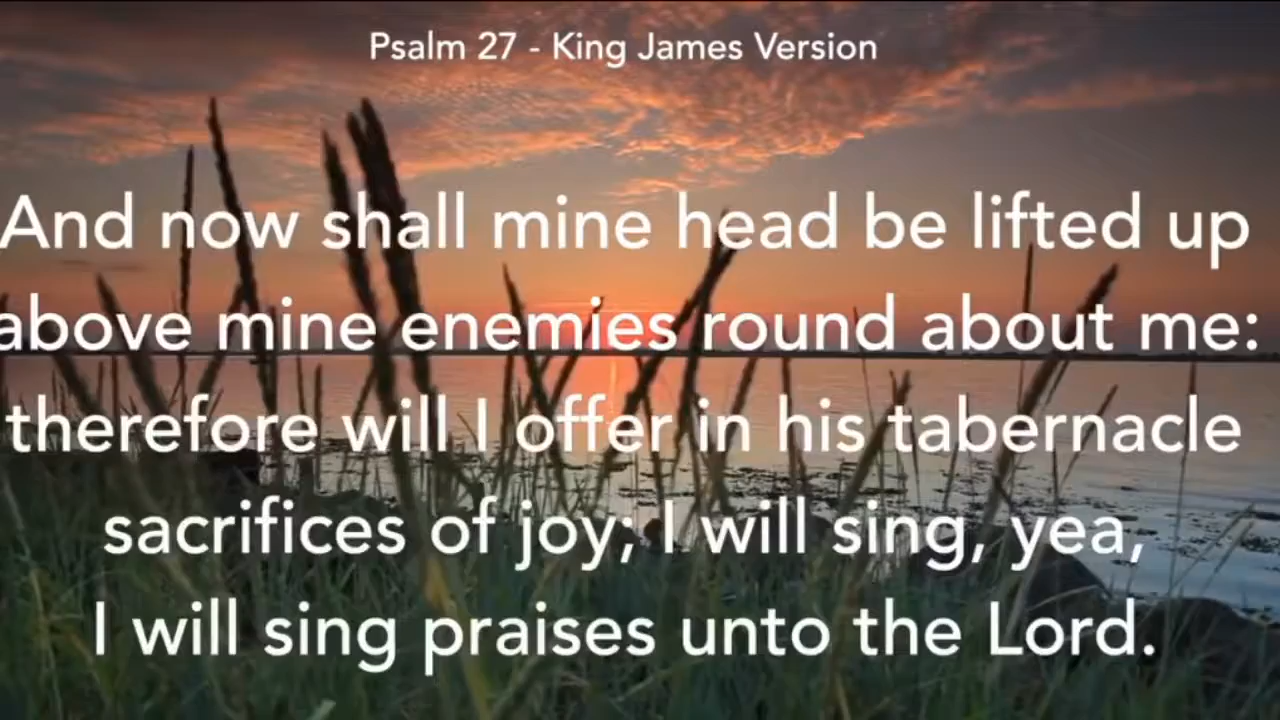 Psalm 27 - King James Version
And now shall mine head be lifted up
above mine enemies round about me:
therefore will I offer in his tabernacle
sacrifices of joy; I will sing, yea,
I will sing praises unto the Lord.